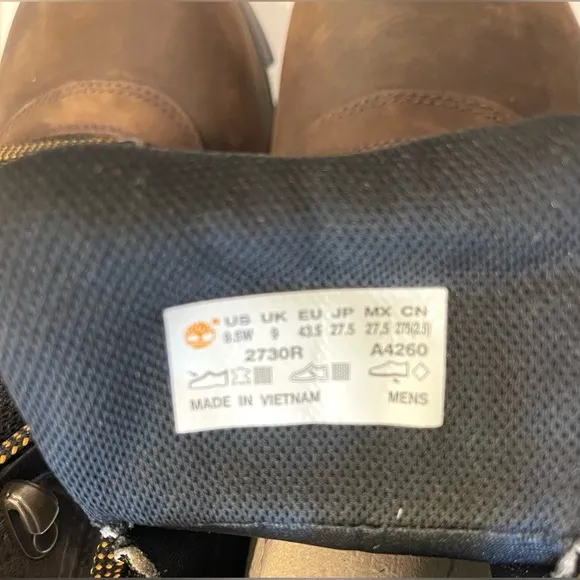 US UK EU JP MX CN
9.5W 9 43.5 27.5 27.5 275(2.5)
2730R A4260
MADE IN VIETNAM MENS